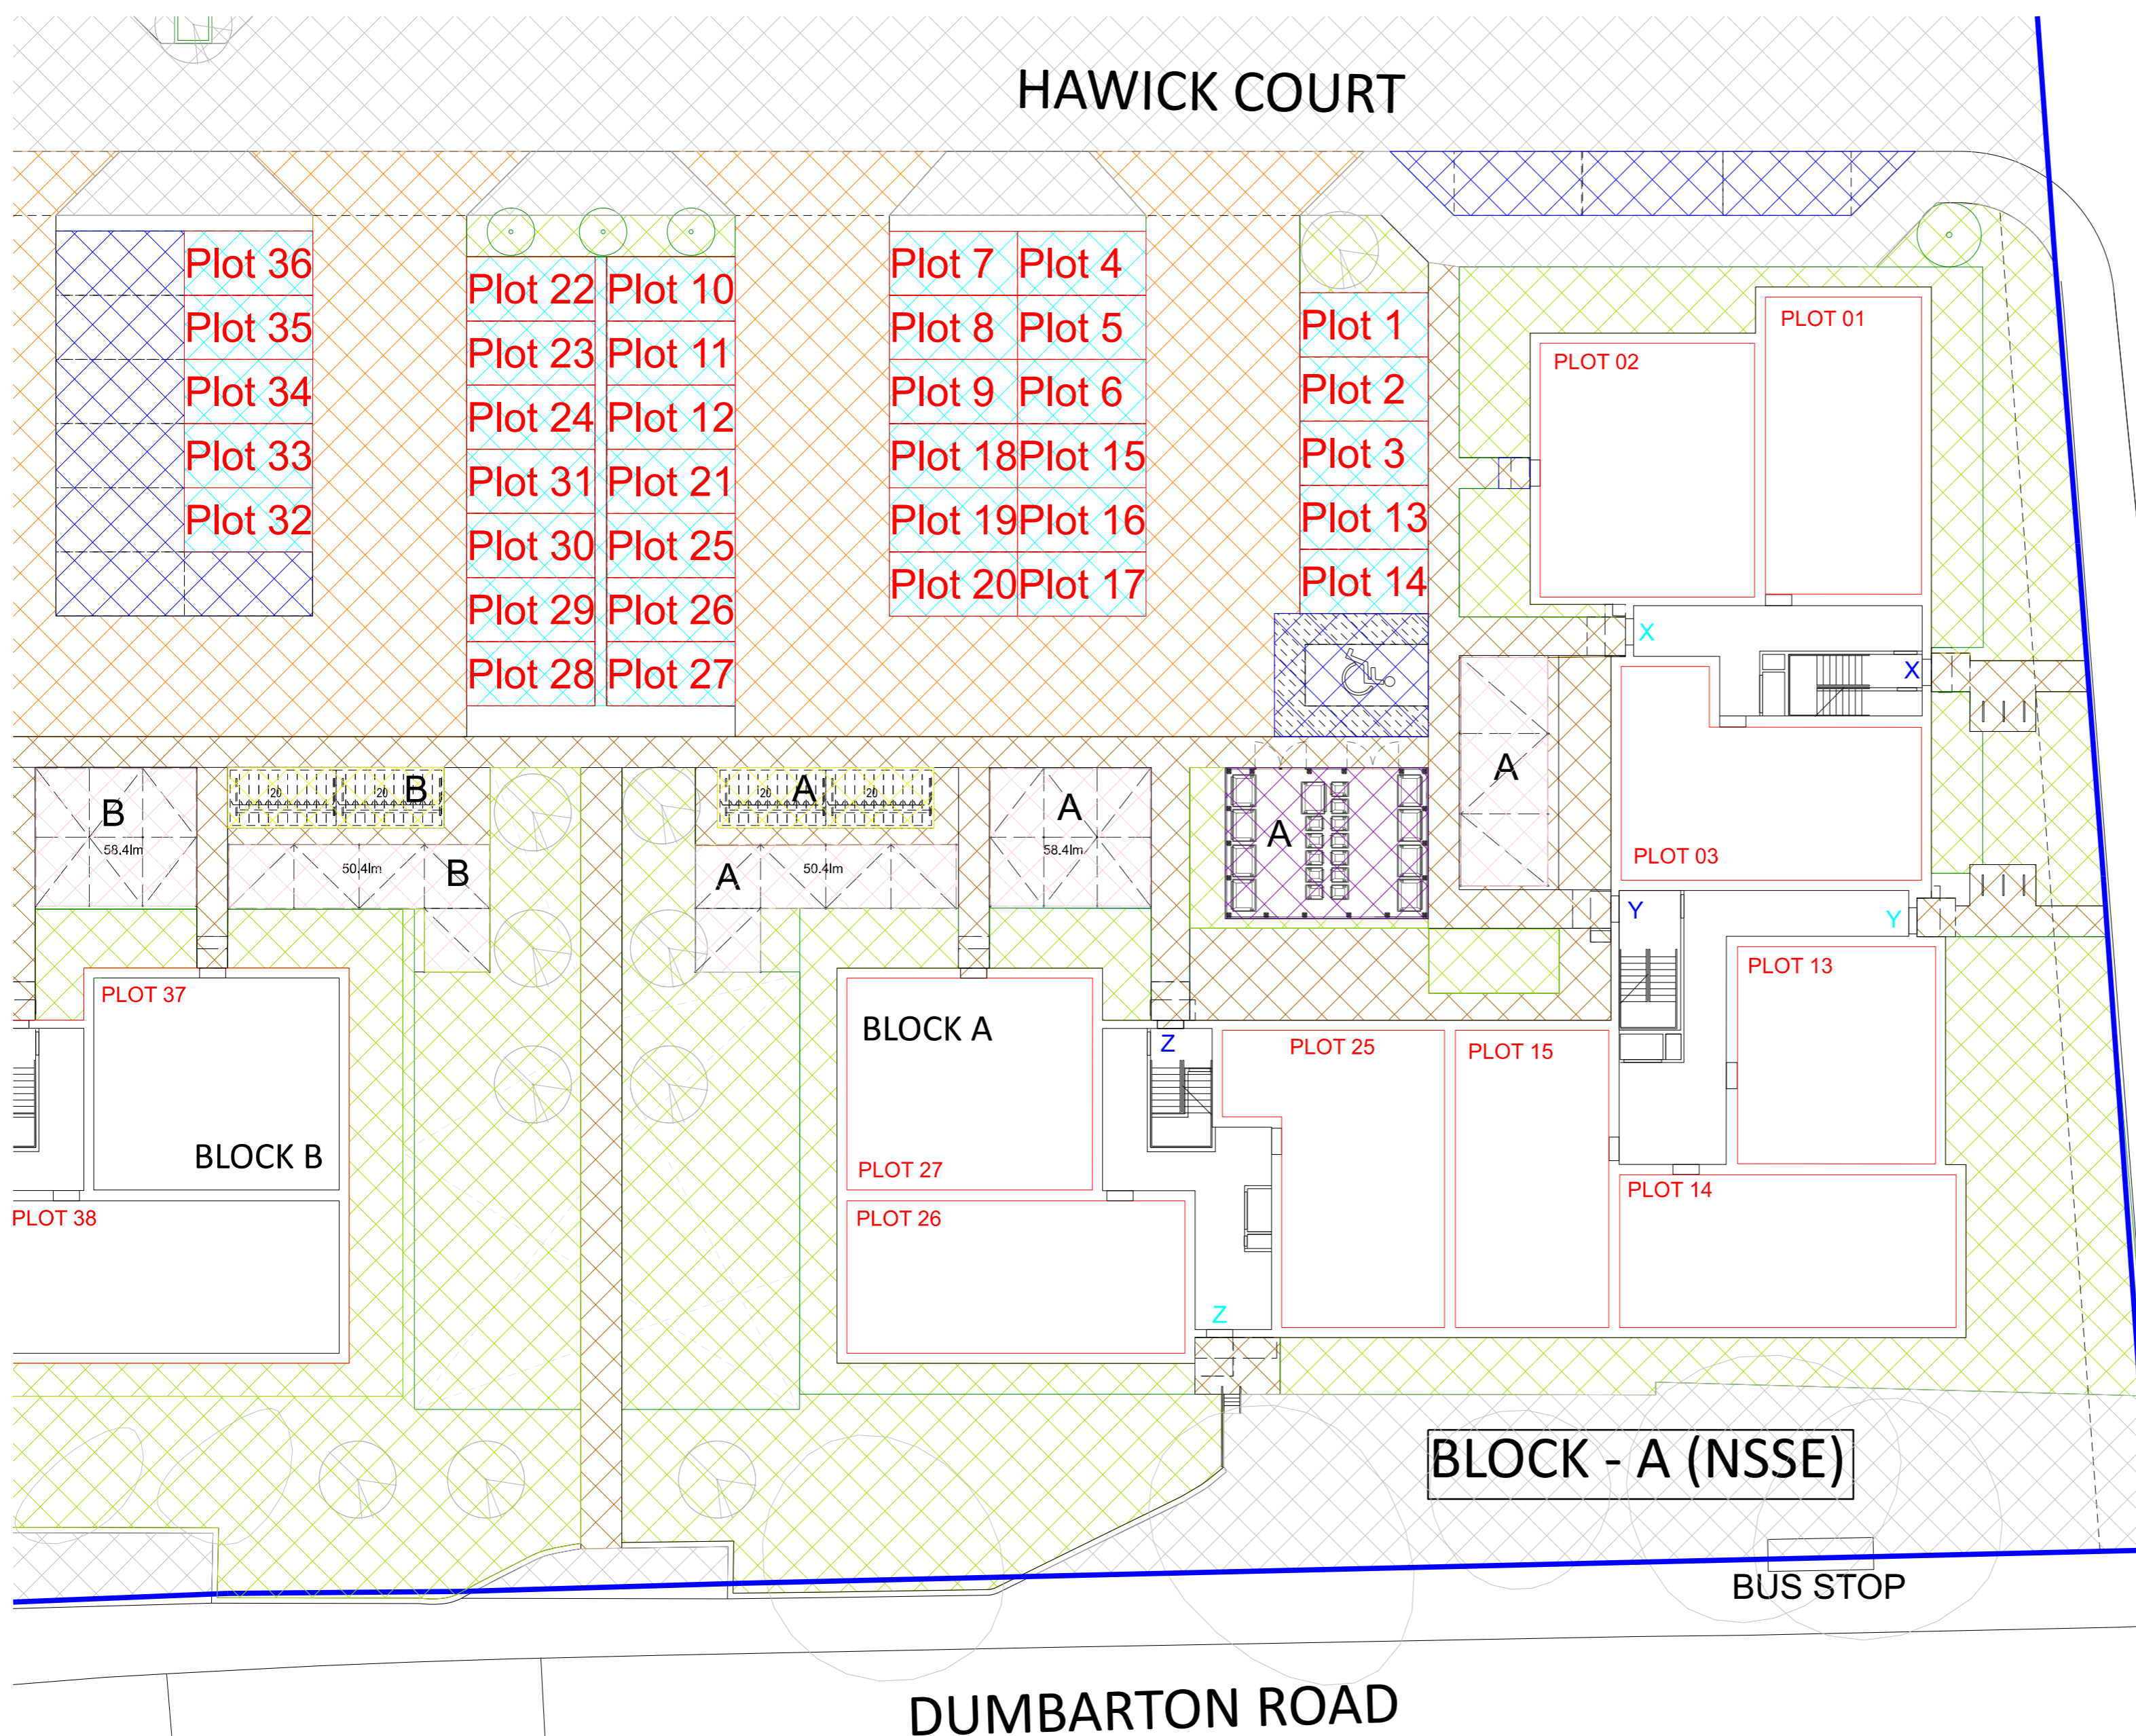 HAWICK COURT
Plot 36
Plot 35
Plot 34
Plot 33
Plot 32
Plot 22 Plot 10
Plot 23 Plot 11
Plot 24 Plot 12
Plot 31 Plot 21
Plot 30 Plot 25
Plot 29 Plot 26
Plot 28 Plot 27
Plot 7 Plot 4
Plot 8 Plot 5
Plot 9 Plot 6
Plot 18 Plot 15
Plot 19 Plot 16
Plot 20 Plot 17
Plot 1
Plot 2
Plot 3
Plot 13
Plot 14
PLOT 01
PLOT 02
X
X
A
PLOT 03
B
58.4lm
20 20
B
50.4lm
B
20 20
A
A
50.4lm
A
58.4lm
A
Y
Y
PLOT 37
BLOCK B
PLOT 38
BLOCK A
PLOT 27
PLOT 26
Z
Z
PLOT 25
PLOT 15
PLOT 13
PLOT 14
BLOCK - A (NSSE)
BUS STOP
DUMBARTON ROAD